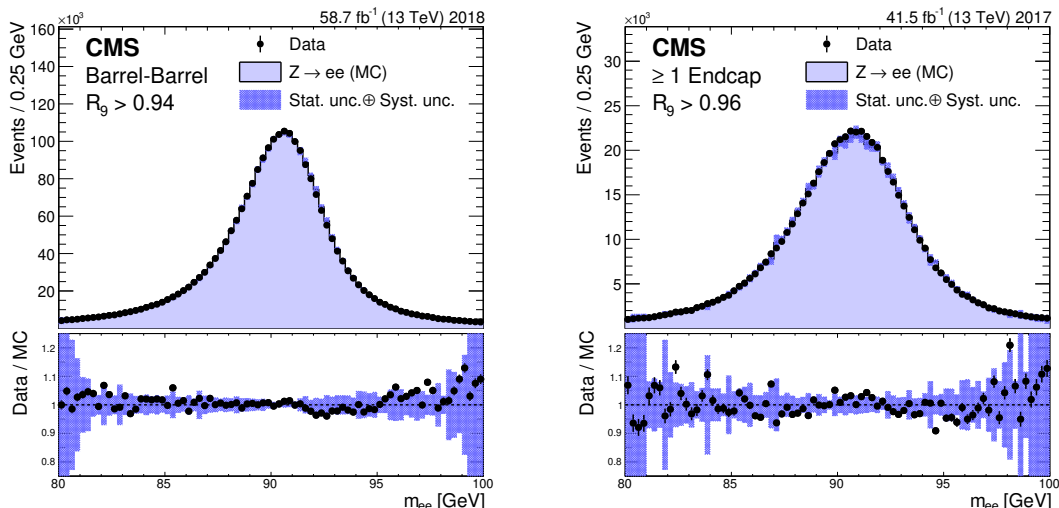 58.7 fb⁻¹ (13 TeV) 2018
×10³
CMS
Barrel-Barrel
R₉ > 0.94
Data
Z → ee (MC)
Stat. unc.⊕ Syst. unc.
Events / 0.25 GeV
160
140
120
100
80
60
40
20
Data / MC
1.2
1.1
1
0.9
0.8
80
85
90
95
100
mₑₑ [GeV]
41.5 fb⁻¹ (13 TeV) 2017
×10³
CMS
≥ 1 Endcap
R₉ > 0.96
Data
Z → ee (MC)
Stat. unc.⊕ Syst. unc.
Events / 0.25 GeV
30
25
20
15
10
5
Data / MC
1.2
1.1
1
0.9
0.8
80
85
90
95
100
mₑₑ [GeV]